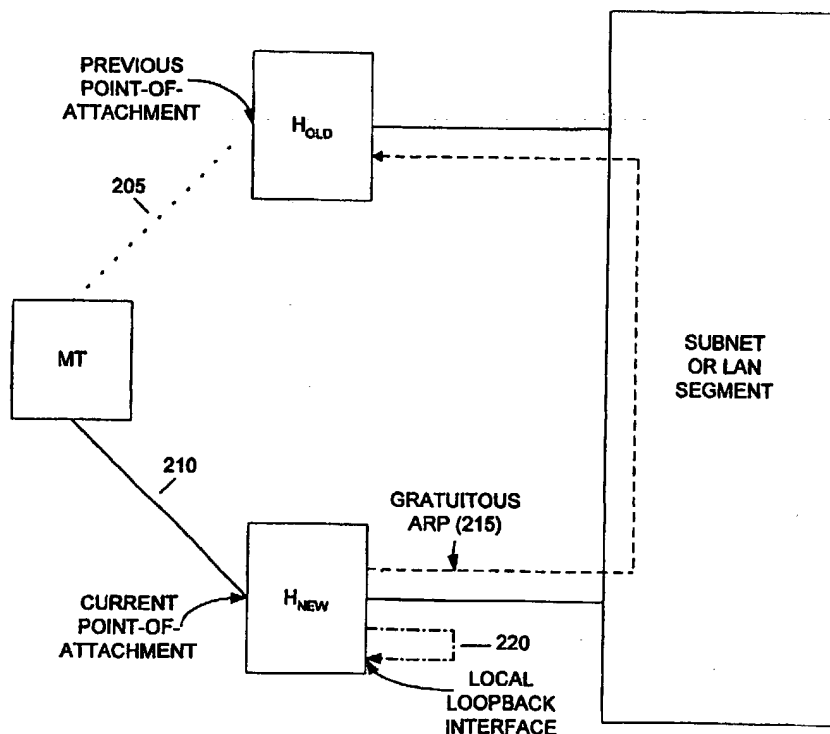 PREVIOUS
POINT-OF-
ATTACHMENT
H_OLD
205
MT
SUBNET
OR LAN
SEGMENT
210
GRATUITOUS
ARP (215)
CURRENT
POINT-OF-
ATTACHMENT
H_NEW
220
LOCAL
LOOPBACK
INTERFACE